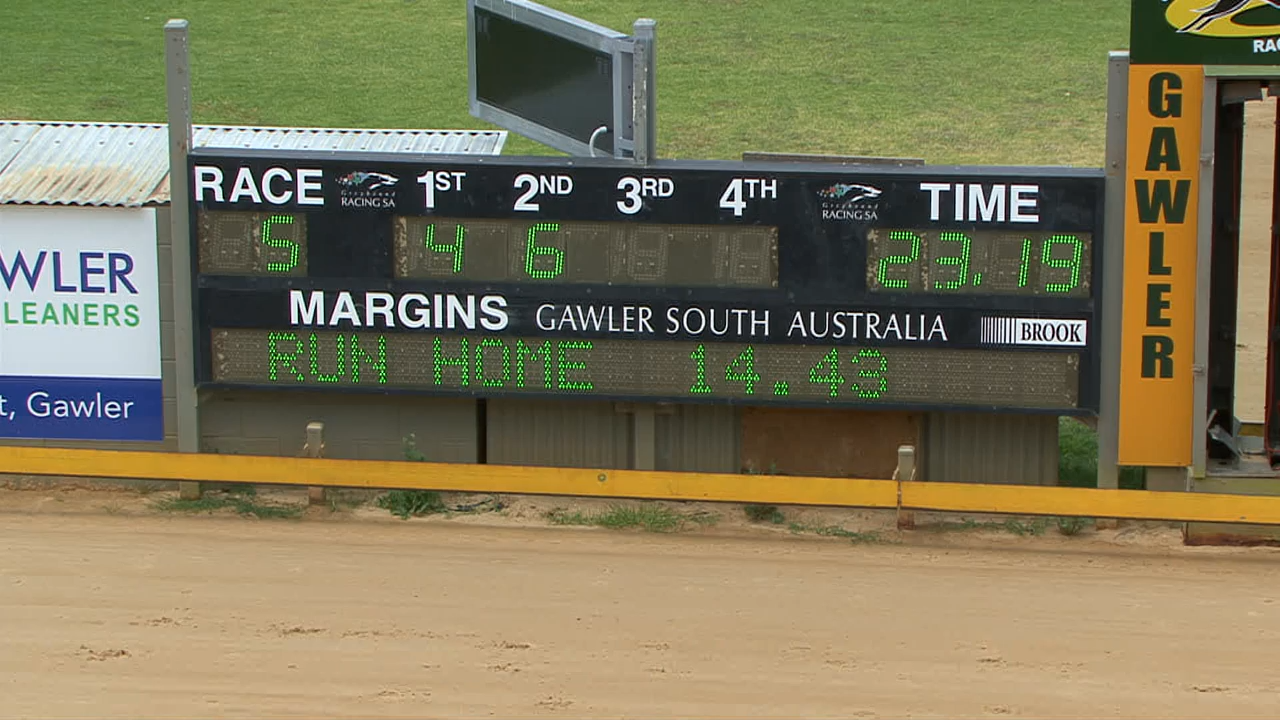 RAC
GAWLER
RACE 1ST 2ND 3RD 4TH TIME
Greyhound RACING SA
Greyhound RACING SA
5 4 6 23.19
MARGINS GAWLER SOUTH AUSTRALIA BROOK
RUN HOME 14.43
WLER
LEANERS
t, Gawler